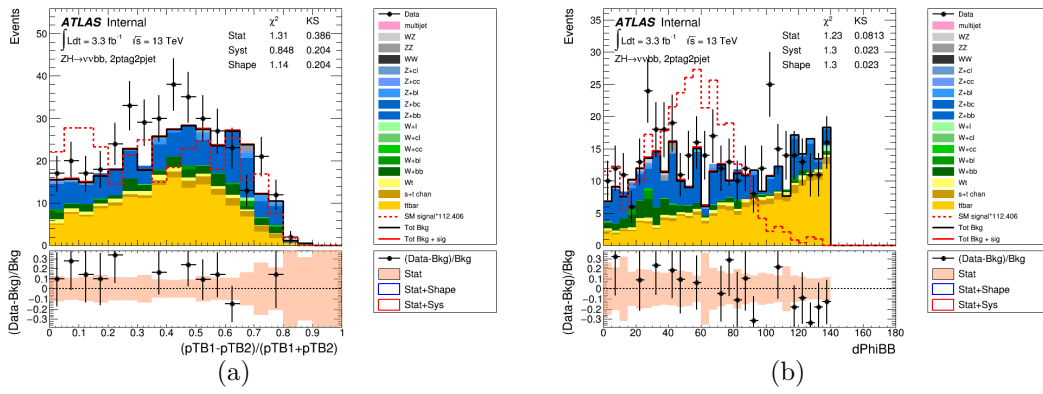 Events
50
40
30
20
10
0
ATLAS Internal
∫ Ldt = 3.3 fb⁻¹ √s = 13 TeV
ZH→ννbb, 2ptag2pjet
χ² KS
Stat 1.31 0.386
Syst 0.848 0.204
Shape 1.14 0.204
Data
multijet
WZ
ZZ
WW
Z+cl
Z+cc
Z+bl
Z+bc
Z+bb
W+l
W+cl
W+cc
W+bl
W+bb
Wt
s+t chan
ttbar
SM signal*112.406
Tot Bkg
Tot Bkg + sig
(Data-Bkg)/Bkg
0.3
0.2
0.1
0
-0.1
-0.2
-0.3
0 0.1 0.2 0.3 0.4 0.5 0.6 0.7 0.8 0.9 1
(pTB1-pTB2)/(pTB1+pTB2)
(Data-Bkg)/Bkg
Stat
Stat+Shape
Stat+Sys
(a)
Events
35
30
25
20
15
10
5
0
ATLAS Internal
∫ Ldt = 3.3 fb⁻¹ √s = 13 TeV
ZH→ννbb, 2ptag2pjet
χ² KS
Stat 1.23 0.0813
Syst 1.3 0.023
Shape 1.3 0.023
Data
multijet
WZ
ZZ
WW
Z+cl
Z+cc
Z+bl
Z+bc
Z+bb
W+l
W+cl
W+cc
W+bl
W+bb
Wt
s+t chan
ttbar
SM signal*112.406
Tot Bkg
Tot Bkg + sig
(Data-Bkg)/Bkg
0.3
0.2
0.1
0
-0.1
-0.2
-0.3
0 20 40 60 80 100 120 140 160 180
dPhiBB
(Data-Bkg)/Bkg
Stat
Stat+Shape
Stat+Sys
(b)